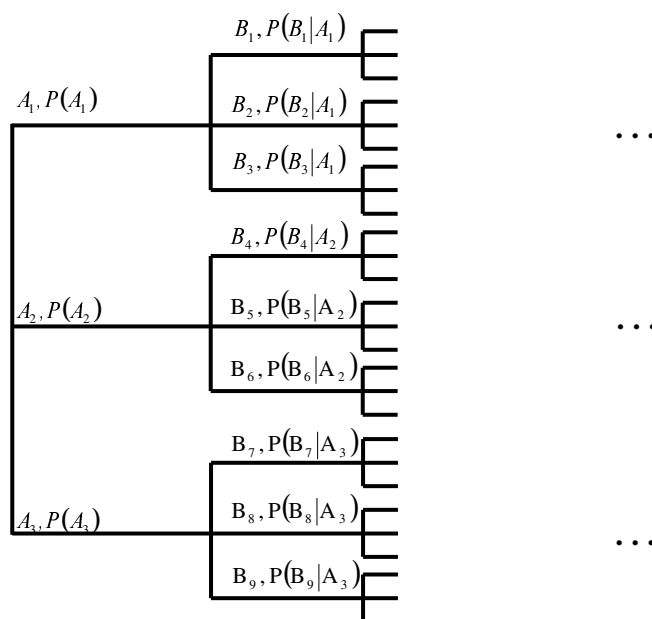 B₁, P(B₁|A₁)
A₁, P(A₁)
B₂, P(B₂|A₁)
...
B₃, P(B₃|A₁)
B₄, P(B₄|A₂)
A₂, P(A₂)
B₅, P(B₅|A₂)
...
B₆, P(B₆|A₂)
B₇, P(B₇|A₃)
A₃, P(A₃)
B₈, P(B₈|A₃)
...
B₉, P(B₉|A₃)